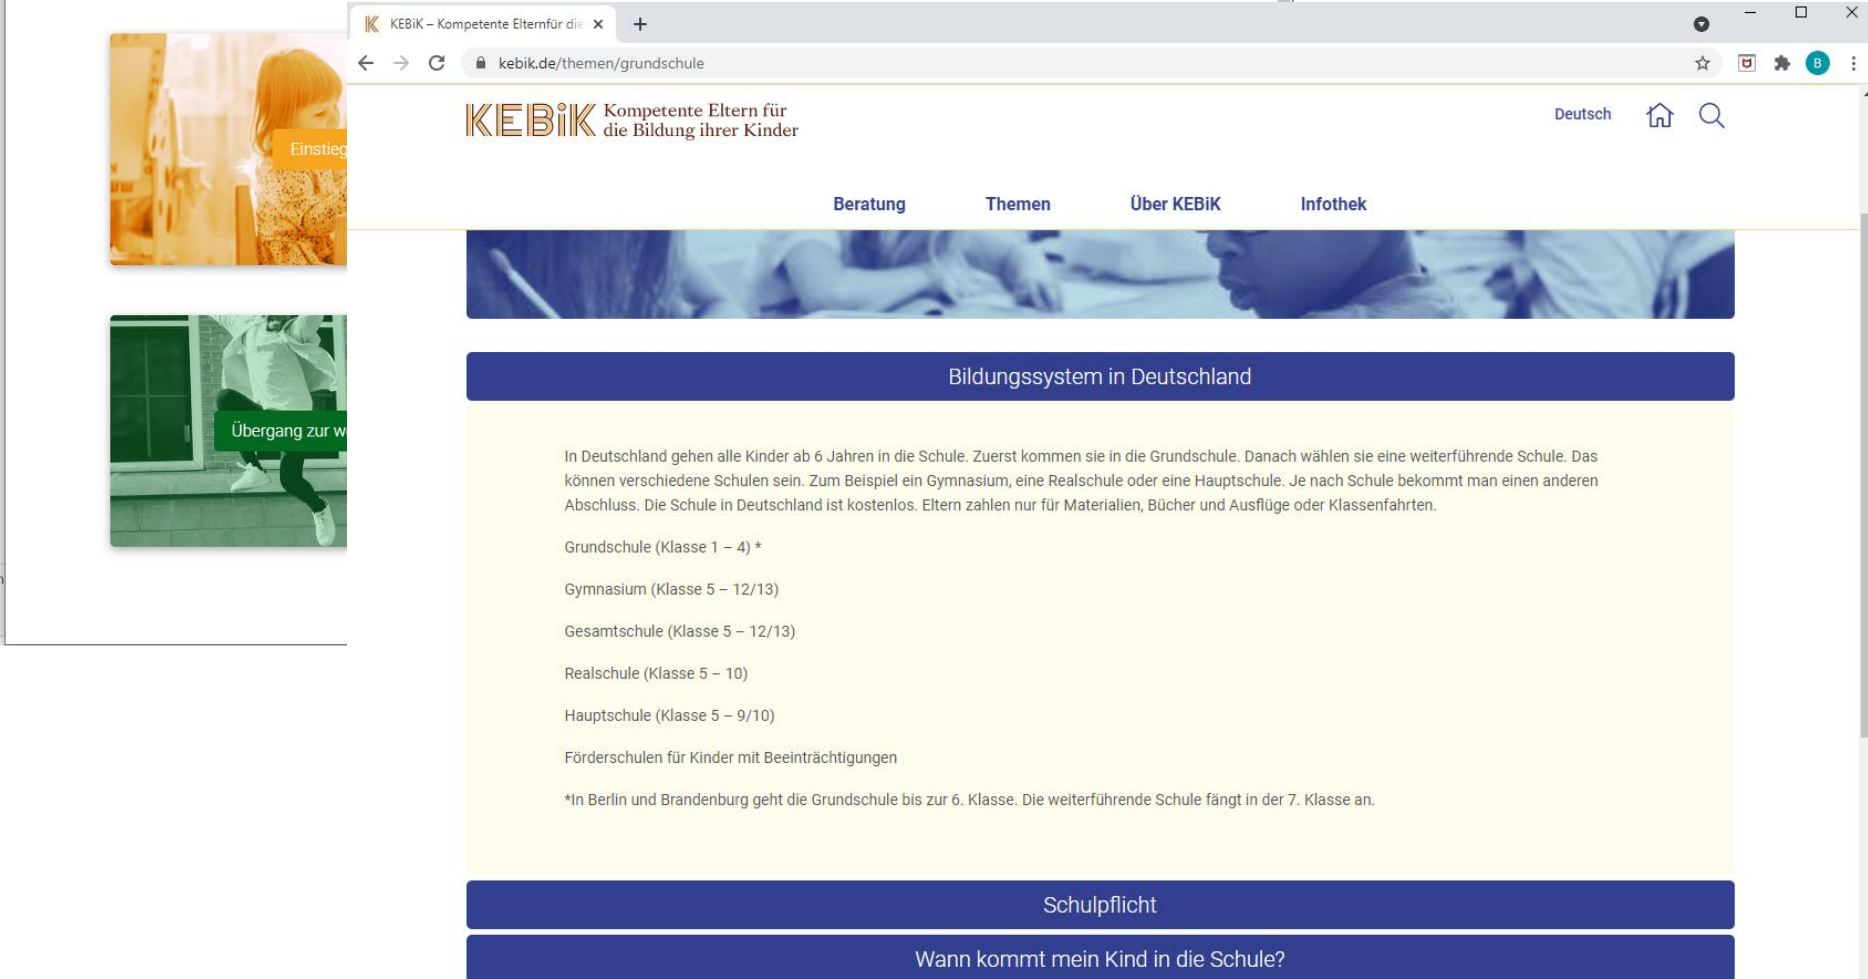 KEBiK – Kompetente Elternfür die
kebik.de/themen/grundschule
B
KEBiK Kompetente Eltern für
die Bildung ihrer Kinder
Deutsch
Beratung Themen Über KEBiK Infothek
Einstieg
Übergang zur
Bildungssystem in Deutschland
In Deutschland gehen alle Kinder ab 6 Jahren in die Schule. Zuerst kommen sie in die Grundschule. Danach wählen sie eine weiterführende Schule. Das
können verschiedene Schulen sein. Zum Beispiel ein Gymnasium, eine Realschule oder eine Hauptschule. Je nach Schule bekommt man einen anderen
Abschluss. Die Schule in Deutschland ist kostenlos. Eltern zahlen nur für Materialien, Bücher und Ausflüge oder Klassenfahrten.
Grundschule (Klasse 1 – 4) *
Gymnasium (Klasse 5 – 12/13)
Gesamtschule (Klasse 5 – 12/13)
Realschule (Klasse 5 – 10)
Hauptschule (Klasse 5 – 9/10)
Förderschulen für Kinder mit Beeinträchtigungen
*In Berlin und Brandenburg geht die Grundschule bis zur 6. Klasse. Die weiterführende Schule fängt in der 7. Klasse an.
Schulpflicht
Wann kommt mein Kind in die Schule?